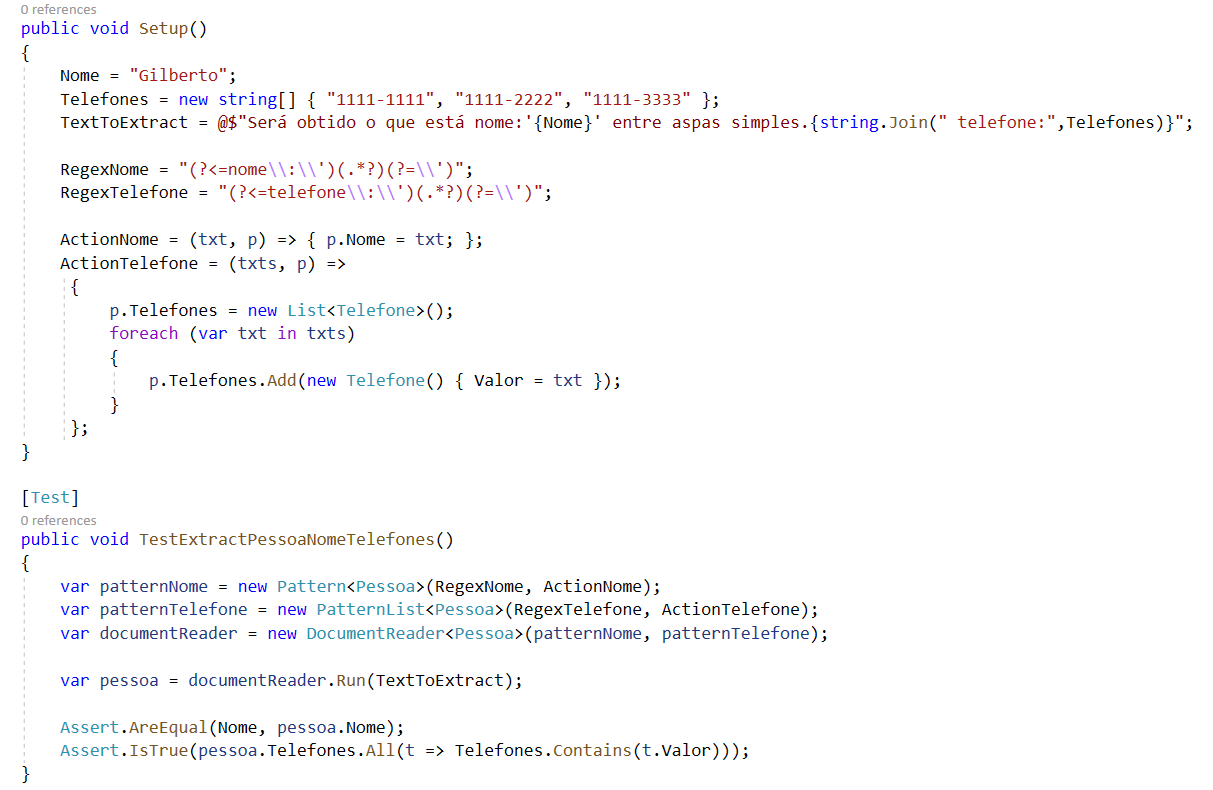 0 references
public void Setup()
{
    Nome = "Gilberto";
    Telefones = new string[] { "1111-1111", "1111-2222", "1111-3333" };
    TextToExtract = @$"Será obtido o que está nome:'{Nome}' entre aspas simples.{string.Join(" telefone:",Telefones)}";

    RegexNome = "(?<=nome\\:\\')(.*?)(?=\\')";
    RegexTelefone = "(?<=telefone\\:\\')(.*?)(?=\\')";

    ActionNome = (txt, p) => { p.Nome = txt; };
    ActionTelefone = (txts, p) =>
     {
         p.Telefones = new List<Telefone>();
         foreach (var txt in txts)
         {
             p.Telefones.Add(new Telefone() { Valor = txt });
         }
     };
}

[Test]
0 references
public void TestExtractPessoaNomeTelefones()
{
    var patternNome = new Pattern<Pessoa>(RegexNome, ActionNome);
    var patternTelefone = new PatternList<Pessoa>(RegexTelefone, ActionTelefone);
    var documentReader = new DocumentReader<Pessoa>(patternNome, patternTelefone);

    var pessoa = documentReader.Run(TextToExtract);

    Assert.AreEqual(Nome, pessoa.Nome);
    Assert.IsTrue(pessoa.Telefones.All(t => Telefones.Contains(t.Valor)));
}